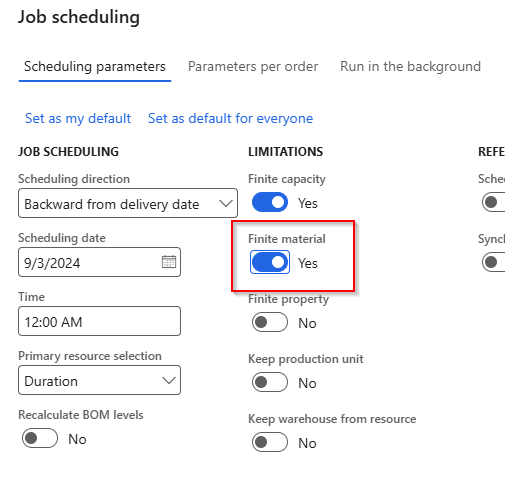 Job scheduling
Scheduling parameters Parameters per order Run in the background
Set as my default Set as default for everyone
JOB SCHEDULING
Scheduling direction
Backward from delivery date
Scheduling date
9/3/2024
Time
12:00 AM
Primary resource selection
Duration
Recalculate BOM levels
No
LIMITATIONS
Finite capacity
Yes
Finite material
Yes
Finite property
No
Keep production unit
No
Keep warehouse from resource
No
REFE
Sche
Synch